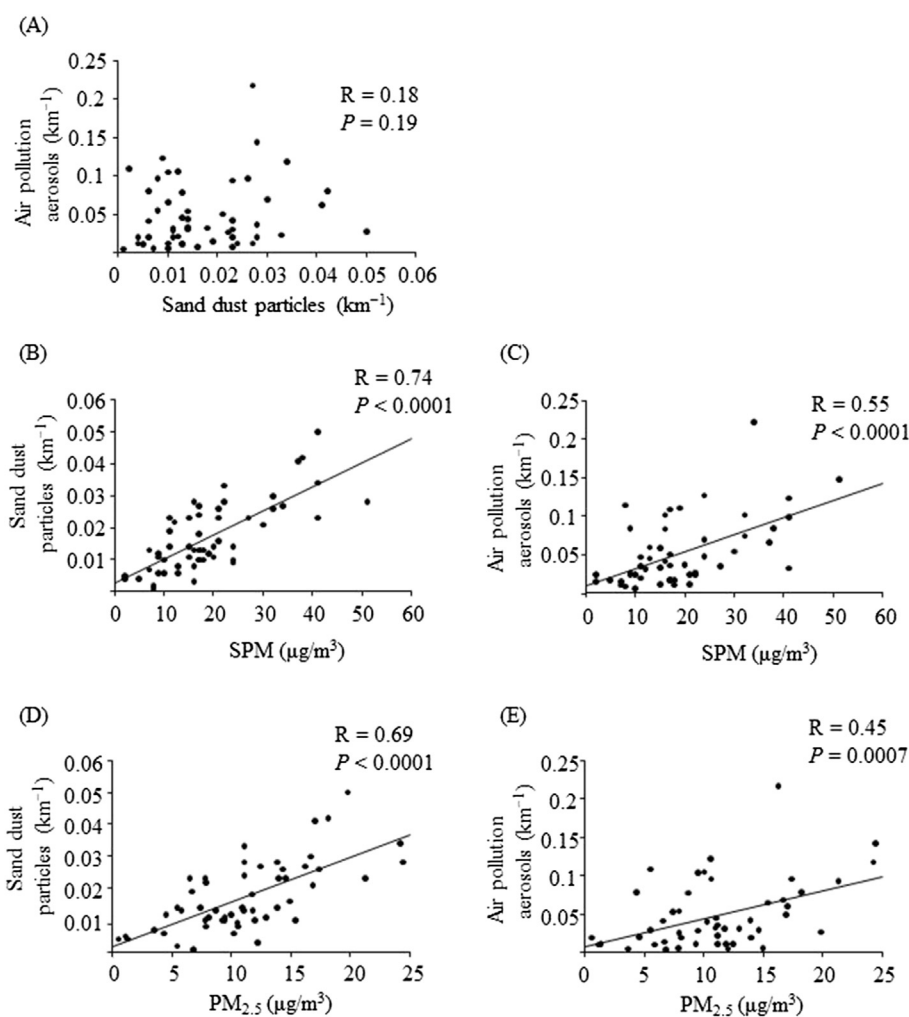 (A)
0.25
0.2
0.15
0.1
0.05
0 0.01 0.02 0.03 0.04 0.05 0.06
Air pollution
aerosols (km⁻¹)
Sand dust particles (km⁻¹)
R = 0.18
P = 0.19
(B)
R = 0.74
P < 0.0001
0.06
0.05
0.04
0.03
0.02
0.01
0 10 20 30 40 50 60
Sand dust
particles (km⁻¹)
SPM (µg/m³)
(C)
R = 0.55
P < 0.0001
0.25
0.2
0.15
0.1
0.05
0 10 20 30 40 50 60
Air pollution
aerosols (km⁻¹)
SPM (µg/m³)
(D)
R = 0.69
P < 0.0001
0.06
0.05
0.04
0.03
0.02
0.01
0 5 10 15 20 25
Sand dust
particles (km⁻¹)
PM₂.₅ (µg/m³)
(E)
R = 0.45
P = 0.0007
0.25
0.2
0.15
0.1
0.05
0 5 10 15 20 25
Air pollution
aerosols (km⁻¹)
PM₂.₅ (µg/m³)